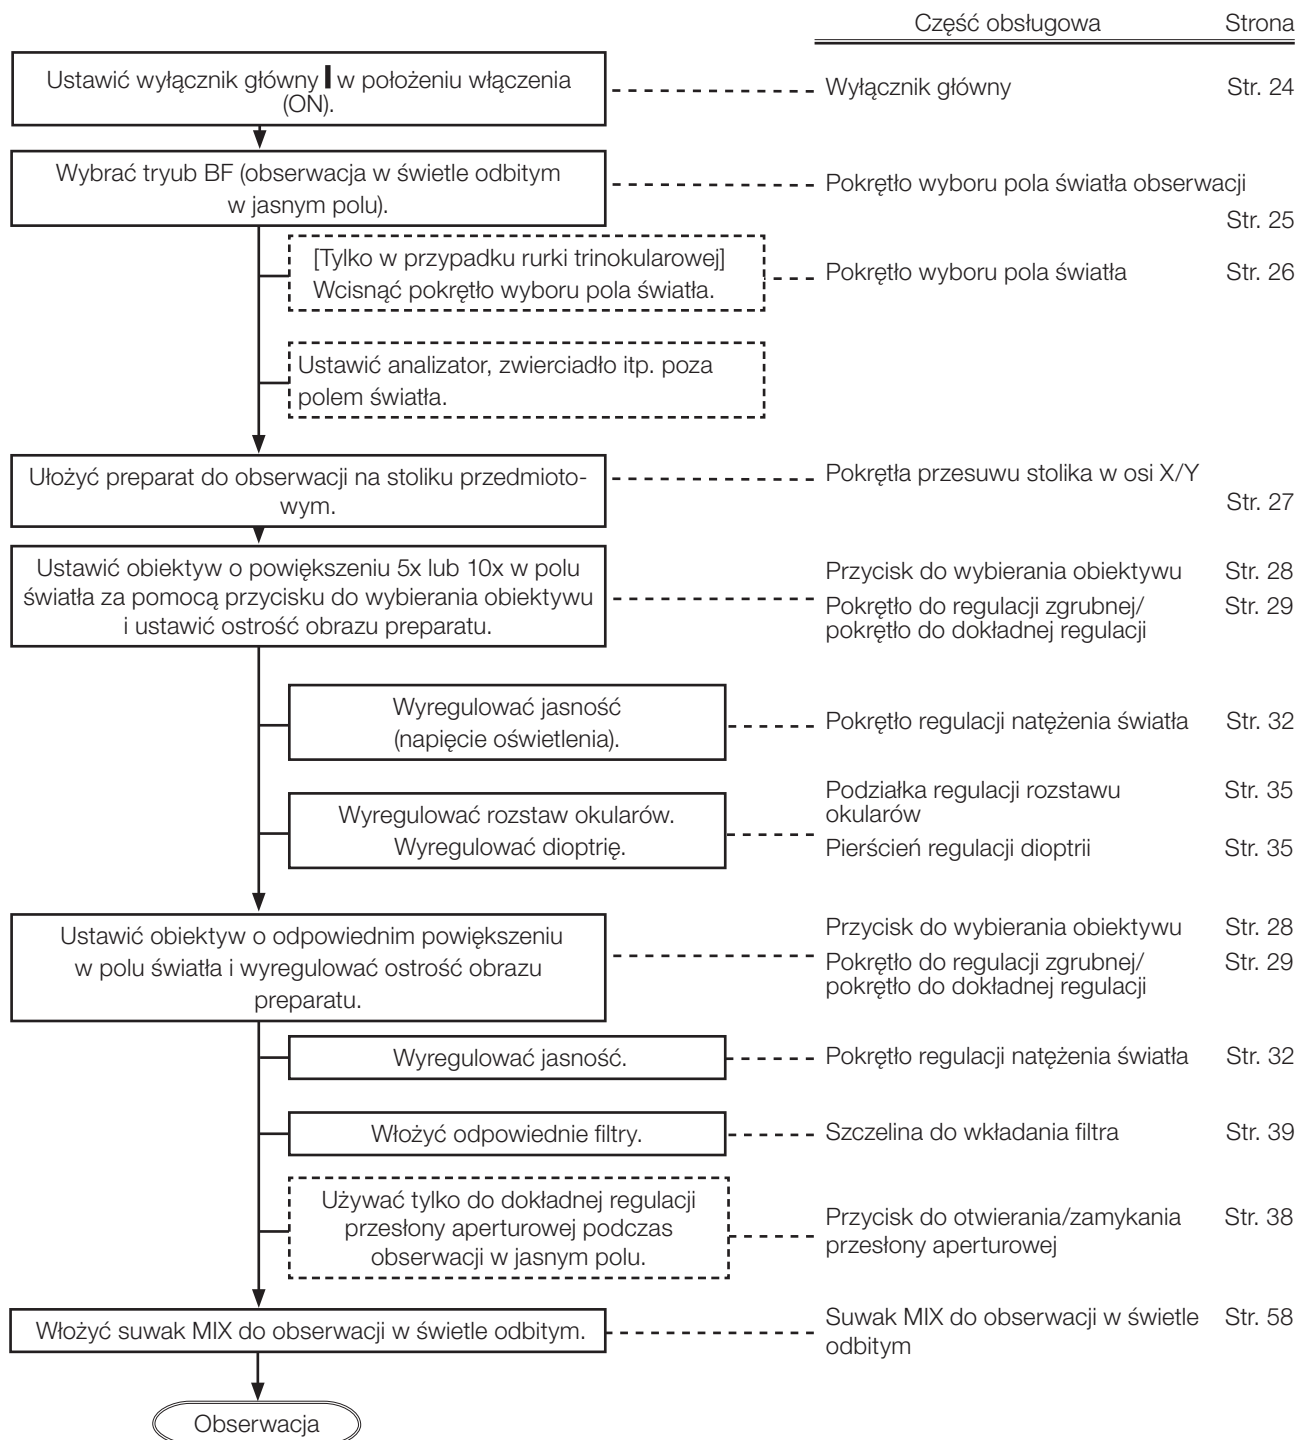 Część obsługowa Strona
Ustawić wyłącznik główny I w położeniu włączenia
(ON).
Wyłącznik główny Str. 24
Wybrać tryub BF (obserwacja w świetle odbitym
w jasnym polu).
Pokrętło wyboru pola światła obserwacji
Str. 25
[Tylko w przypadku rurki trinokularowej]
Wcisnąć pokrętło wyboru pola światła.
Pokrętło wyboru pola światła Str. 26
Ustawić analizator, zwierciadło itp. poza
polem światła.
Ułożyć preparat do obserwacji na stoliku przedmioto-
wym.
Pokrętła przesuwu stolika w osi X/Y
Str. 27
Ustawić obiektyw o powiększeniu 5x lub 10x w polu
światła za pomocą przycisku do wybierania obiektywu
i ustawić ostrość obrazu preparatu.
Przycisk do wybierania obiektywu Str. 28
Pokrętło do regulacji zgrubnej/ Str. 29
pokrętło do dokładnej regulacji
Wyregulować jasność
(napięcie oświetlenia).
Pokrętło regulacji natężenia światła Str. 32
Wyregulować rozstaw okularów.
Wyregulować dioptrię.
Podziałka regulacji rozstawu Str. 35
okularów
Pierścień regulacji dioptrii Str. 35
Ustawić obiektyw o odpowiednim powiększeniu
w polu światła i wyregulować ostrość obrazu
preparatu.
Przycisk do wybierania obiektywu Str. 28
Pokrętło do regulacji zgrubnej/ Str. 29
pokrętło do dokładnej regulacji
Wyregulować jasność.
Pokrętło regulacji natężenia światła Str. 32
Włożyć odpowiednie filtry.
Szczelina do wkładania filtra Str. 39
Używać tylko do dokładnej regulacji
przesłony aperturowej podczas
obserwacji w jasnym polu.
Przycisk do otwierania/zamykania Str. 38
przesłony aperturowej
Włożyć suwak MIX do obserwacji w świetle odbitym.
Suwak MIX do obserwacji w świetle Str. 58
odbitym
Obserwacja